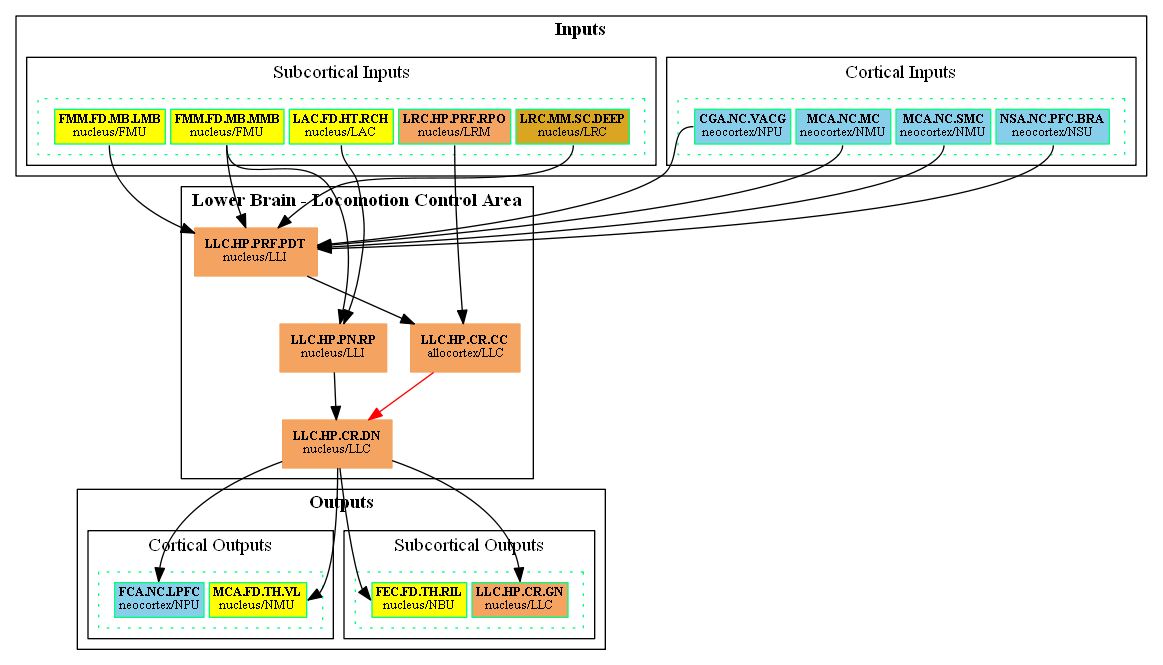 Inputs
Subcortical Inputs
Cortical Inputs
FMM.FD.MB.LMB
nucleus/FMU
FMM.FD.MB.MMB
nucleus/FMU
LAC.FD.HT.RCH
nucleus/LAC
LRC.HP.PRF.RPO
nucleus/LRM
LRC.MM.SC.DEEP
nucleus/LRC
CGA.NC.VACG
neocortex/NPU
MCA.NC.MC
neocortex/NMU
MCA.NC.SMC
neocortex/NMU
NSA.NC.PFC.BRA
neocortex/NSU
Lower Brain - Locomotion Control Area
LLC.HP.PRF.PDT
nucleus/LLI
LLC.HP.PN.RP
nucleus/LLI
LLC.HP.CR.CC
allocortex/LLC
LLC.HP.CR.DN
nucleus/LLC
Outputs
Cortical Outputs
Subcortical Outputs
FCA.NC.LPFC
neocortex/NPU
MCA.FD.TH.VL
nucleus/NMU
FEC.FD.TH.RIL
nucleus/NBU
LLC.HP.CR.GN
nucleus/LLC